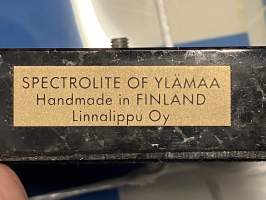 SPECTROLITE OF YLÄMAA
Handmade in FINLAND
Linnalippu Oy